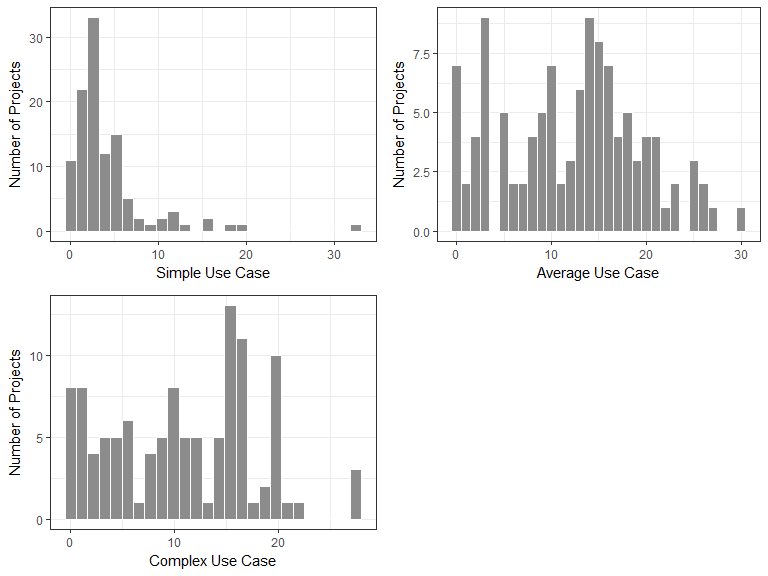 Number of Projects
30
20
10
0
0 10 20 30
Simple Use Case
Number of Projects
7.5
5.0
2.5
0.0
0 10 20 30
Average Use Case
Number of Projects
10
5
0
0 10 20
Complex Use Case